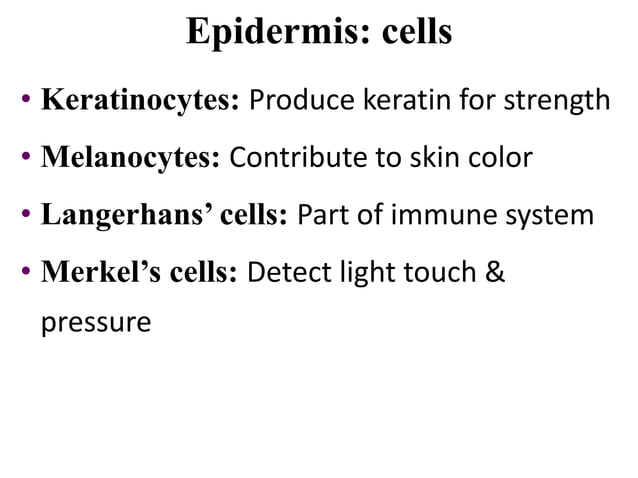 Epidermis: cells
• Keratinocytes: Produce keratin for strength
• Melanocytes: Contribute to skin color
• Langerhans’ cells: Part of immune system
• Merkel’s cells: Detect light touch &
pressure